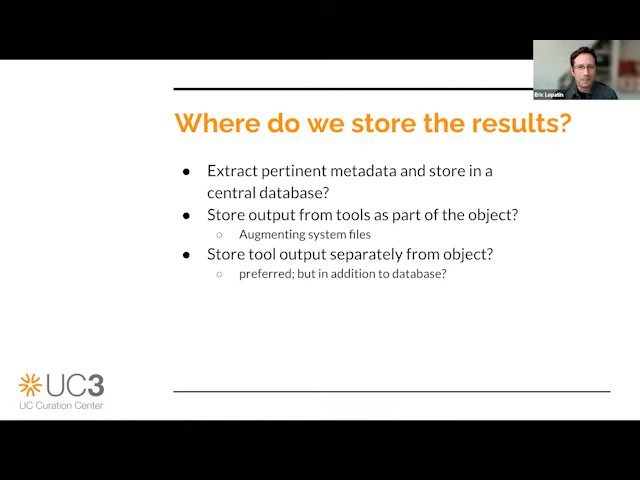 Eric Lopatin
Where do we store the results?
● Extract pertinent metadata and store in a
central database?
● Store output from tools as part of the object?
○ Augmenting system files
● Store tool output separately from object?
○ preferred; but in addition to database?
UC3
UC Curation Center